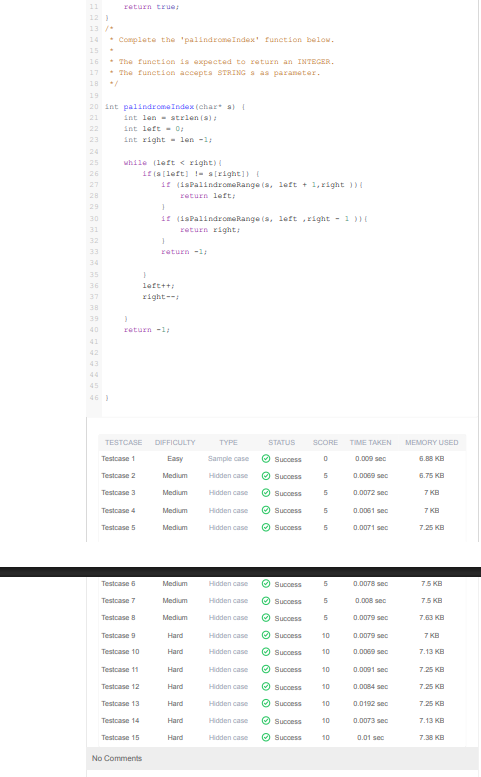 11 return true;
12 }
13 /*
14 * Complete the 'palindromeIndex' function below.
15 *
16 * The function is expected to return an INTEGER.
17 * The function accepts STRING s as parameter.
18 */
19
20 int palindromeIndex(char* s) {
21 int len = strlen(s);
22 int left = 0;
23 int right = len -1;
24
25 while (left < right){
26 if(s[left] != s[right]) {
27 if (isPalindromeRange(s, left + 1,right )){
28 return left;
29 }
30 if (isPalindromeRange(s, left ,right - 1 )){
31 return right;
32 }
33 return -1;
34
35 }
36 left++;
37 right--;
38
39 }
40 return -1;
41
42
43
44
45
46 }
TESTCASE DIFFICULTY TYPE STATUS SCORE TIME TAKEN MEMORY USED
Testcase 1 Easy Sample case Success 0 0.009 sec 6.88 KB
Testcase 2 Medium Hidden case Success 5 0.0069 sec 6.75 KB
Testcase 3 Medium Hidden case Success 5 0.0072 sec 7 KB
Testcase 4 Medium Hidden case Success 5 0.0061 sec 7 KB
Testcase 5 Medium Hidden case Success 5 0.0071 sec 7.25 KB
Testcase 6 Medium Hidden case Success 5 0.0078 sec 7.5 KB
Testcase 7 Medium Hidden case Success 5 0.008 sec 7.5 KB
Testcase 8 Medium Hidden case Success 5 0.0079 sec 7.63 KB
Testcase 9 Hard Hidden case Success 10 0.0079 sec 7 KB
Testcase 10 Hard Hidden case Success 10 0.0069 sec 7.13 KB
Testcase 11 Hard Hidden case Success 10 0.0091 sec 7.25 KB
Testcase 12 Hard Hidden case Success 10 0.0084 sec 7.25 KB
Testcase 13 Hard Hidden case Success 10 0.0192 sec 7.25 KB
Testcase 14 Hard Hidden case Success 10 0.0073 sec 7.13 KB
Testcase 15 Hard Hidden case Success 10 0.01 sec 7.38 KB
No Comments